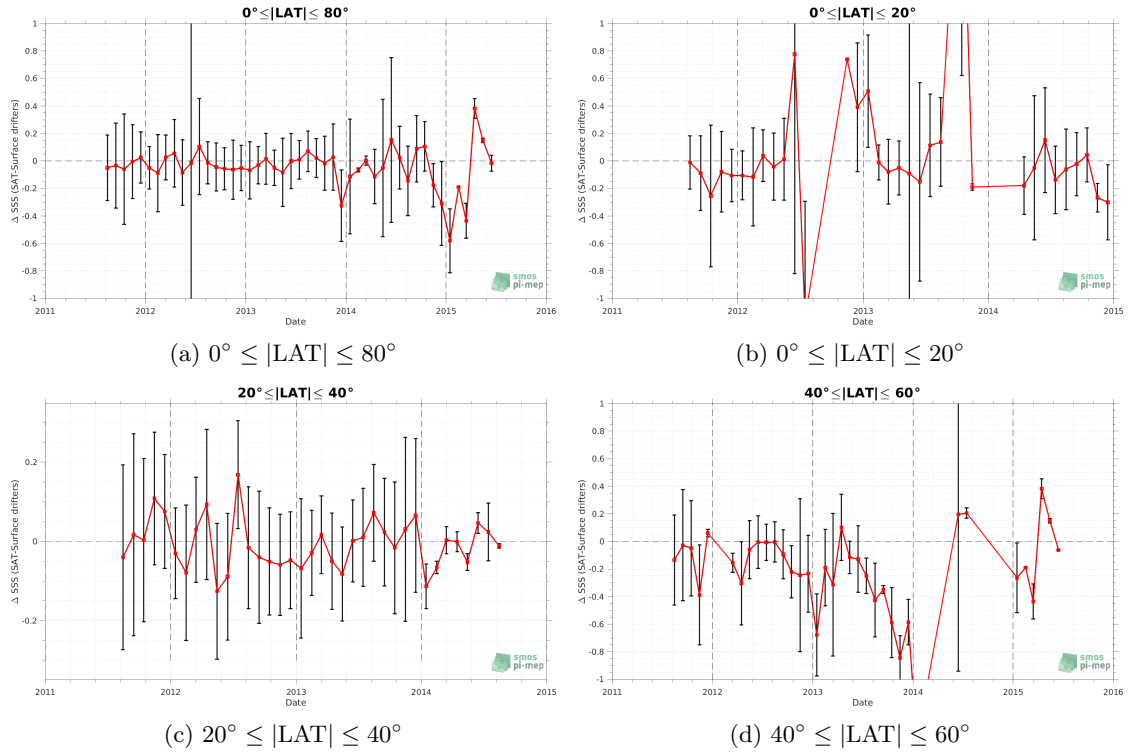 0°≤|LAT|≤ 80°
Δ SSS (SAT-Surface drifters)
1
0.8
0.6
0.4
0.2
0
-0.2
-0.4
-0.6
-0.8
-1
2011 2012 2013 2014 2015 2016
Date
smos
pi-mep
(a) 0° ≤ |LAT| ≤ 80°
0°≤|LAT|≤ 20°
Δ SSS (SAT-Surface drifters)
1
0.8
0.6
0.4
0.2
0
-0.2
-0.4
-0.6
-0.8
-1
2011 2012 2013 2014 2015
Date
smos
pi-mep
(b) 0° ≤ |LAT| ≤ 20°
20°≤|LAT|≤ 40°
Δ SSS (SAT-Surface drifters)
0.2
0
-0.2
2011 2012 2013 2014 2015
Date
smos
pi-mep
(c) 20° ≤ |LAT| ≤ 40°
40°≤|LAT|≤ 60°
Δ SSS (SAT-Surface drifters)
1
0.8
0.6
0.4
0.2
0
-0.2
-0.4
-0.6
-0.8
-1
2011 2012 2013 2014 2015 2016
Date
smos
pi-mep
(d) 40° ≤ |LAT| ≤ 60°